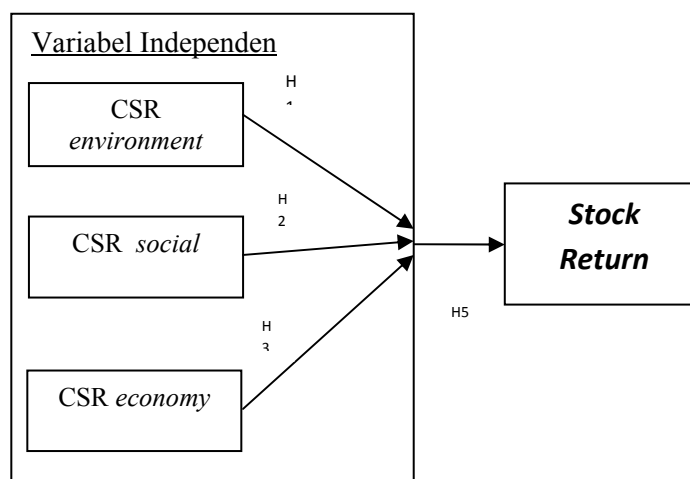 Variabel Independen
H
1
CSR
environment
H
2
CSR social
Stock
Return
H5
H
3
CSR economy